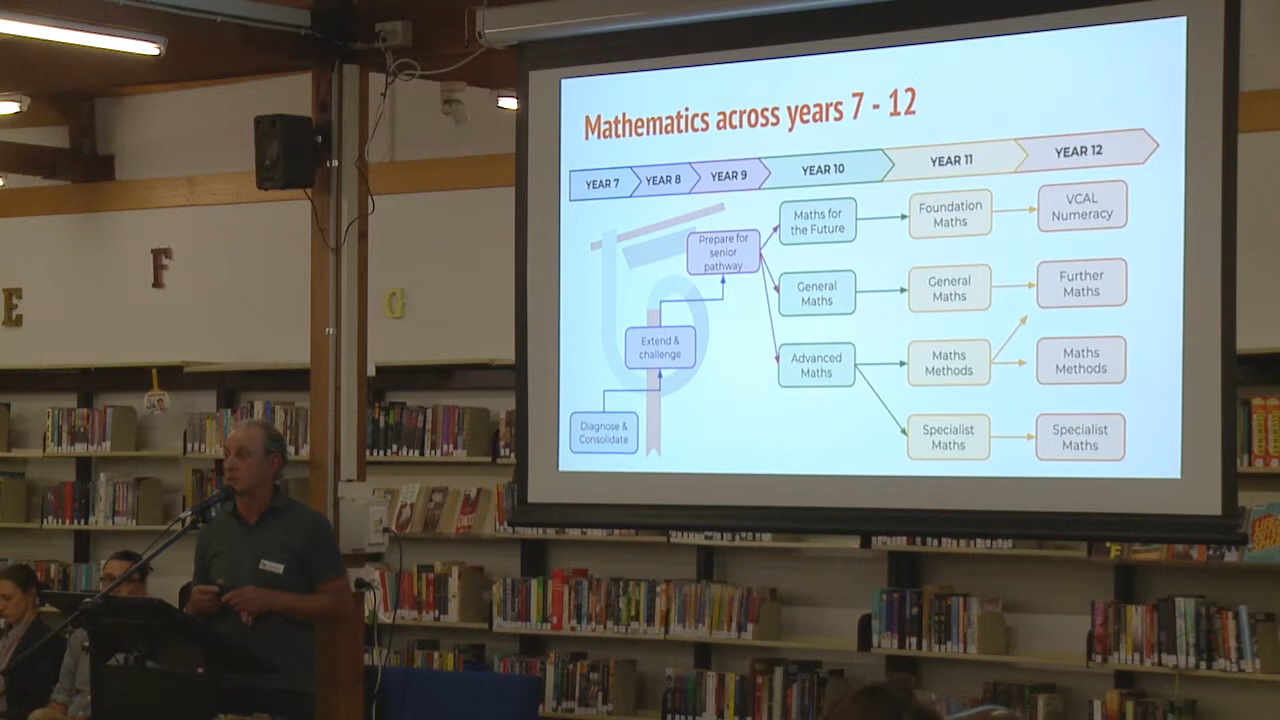 Mathematics across years 7 - 12
YEAR 7
YEAR 8
YEAR 9
YEAR 10
YEAR 11
YEAR 12
Maths for
the Future
Foundation
Maths
VCAL
Numeracy
Prepare for
senior
pathway
General
Maths
General
Maths
Further
Maths
Extend &
challenge
Advanced
Maths
Maths
Methods
Maths
Methods
Diagnose &
Consolidate
Specialist
Maths
Specialist
Maths
E
F
G